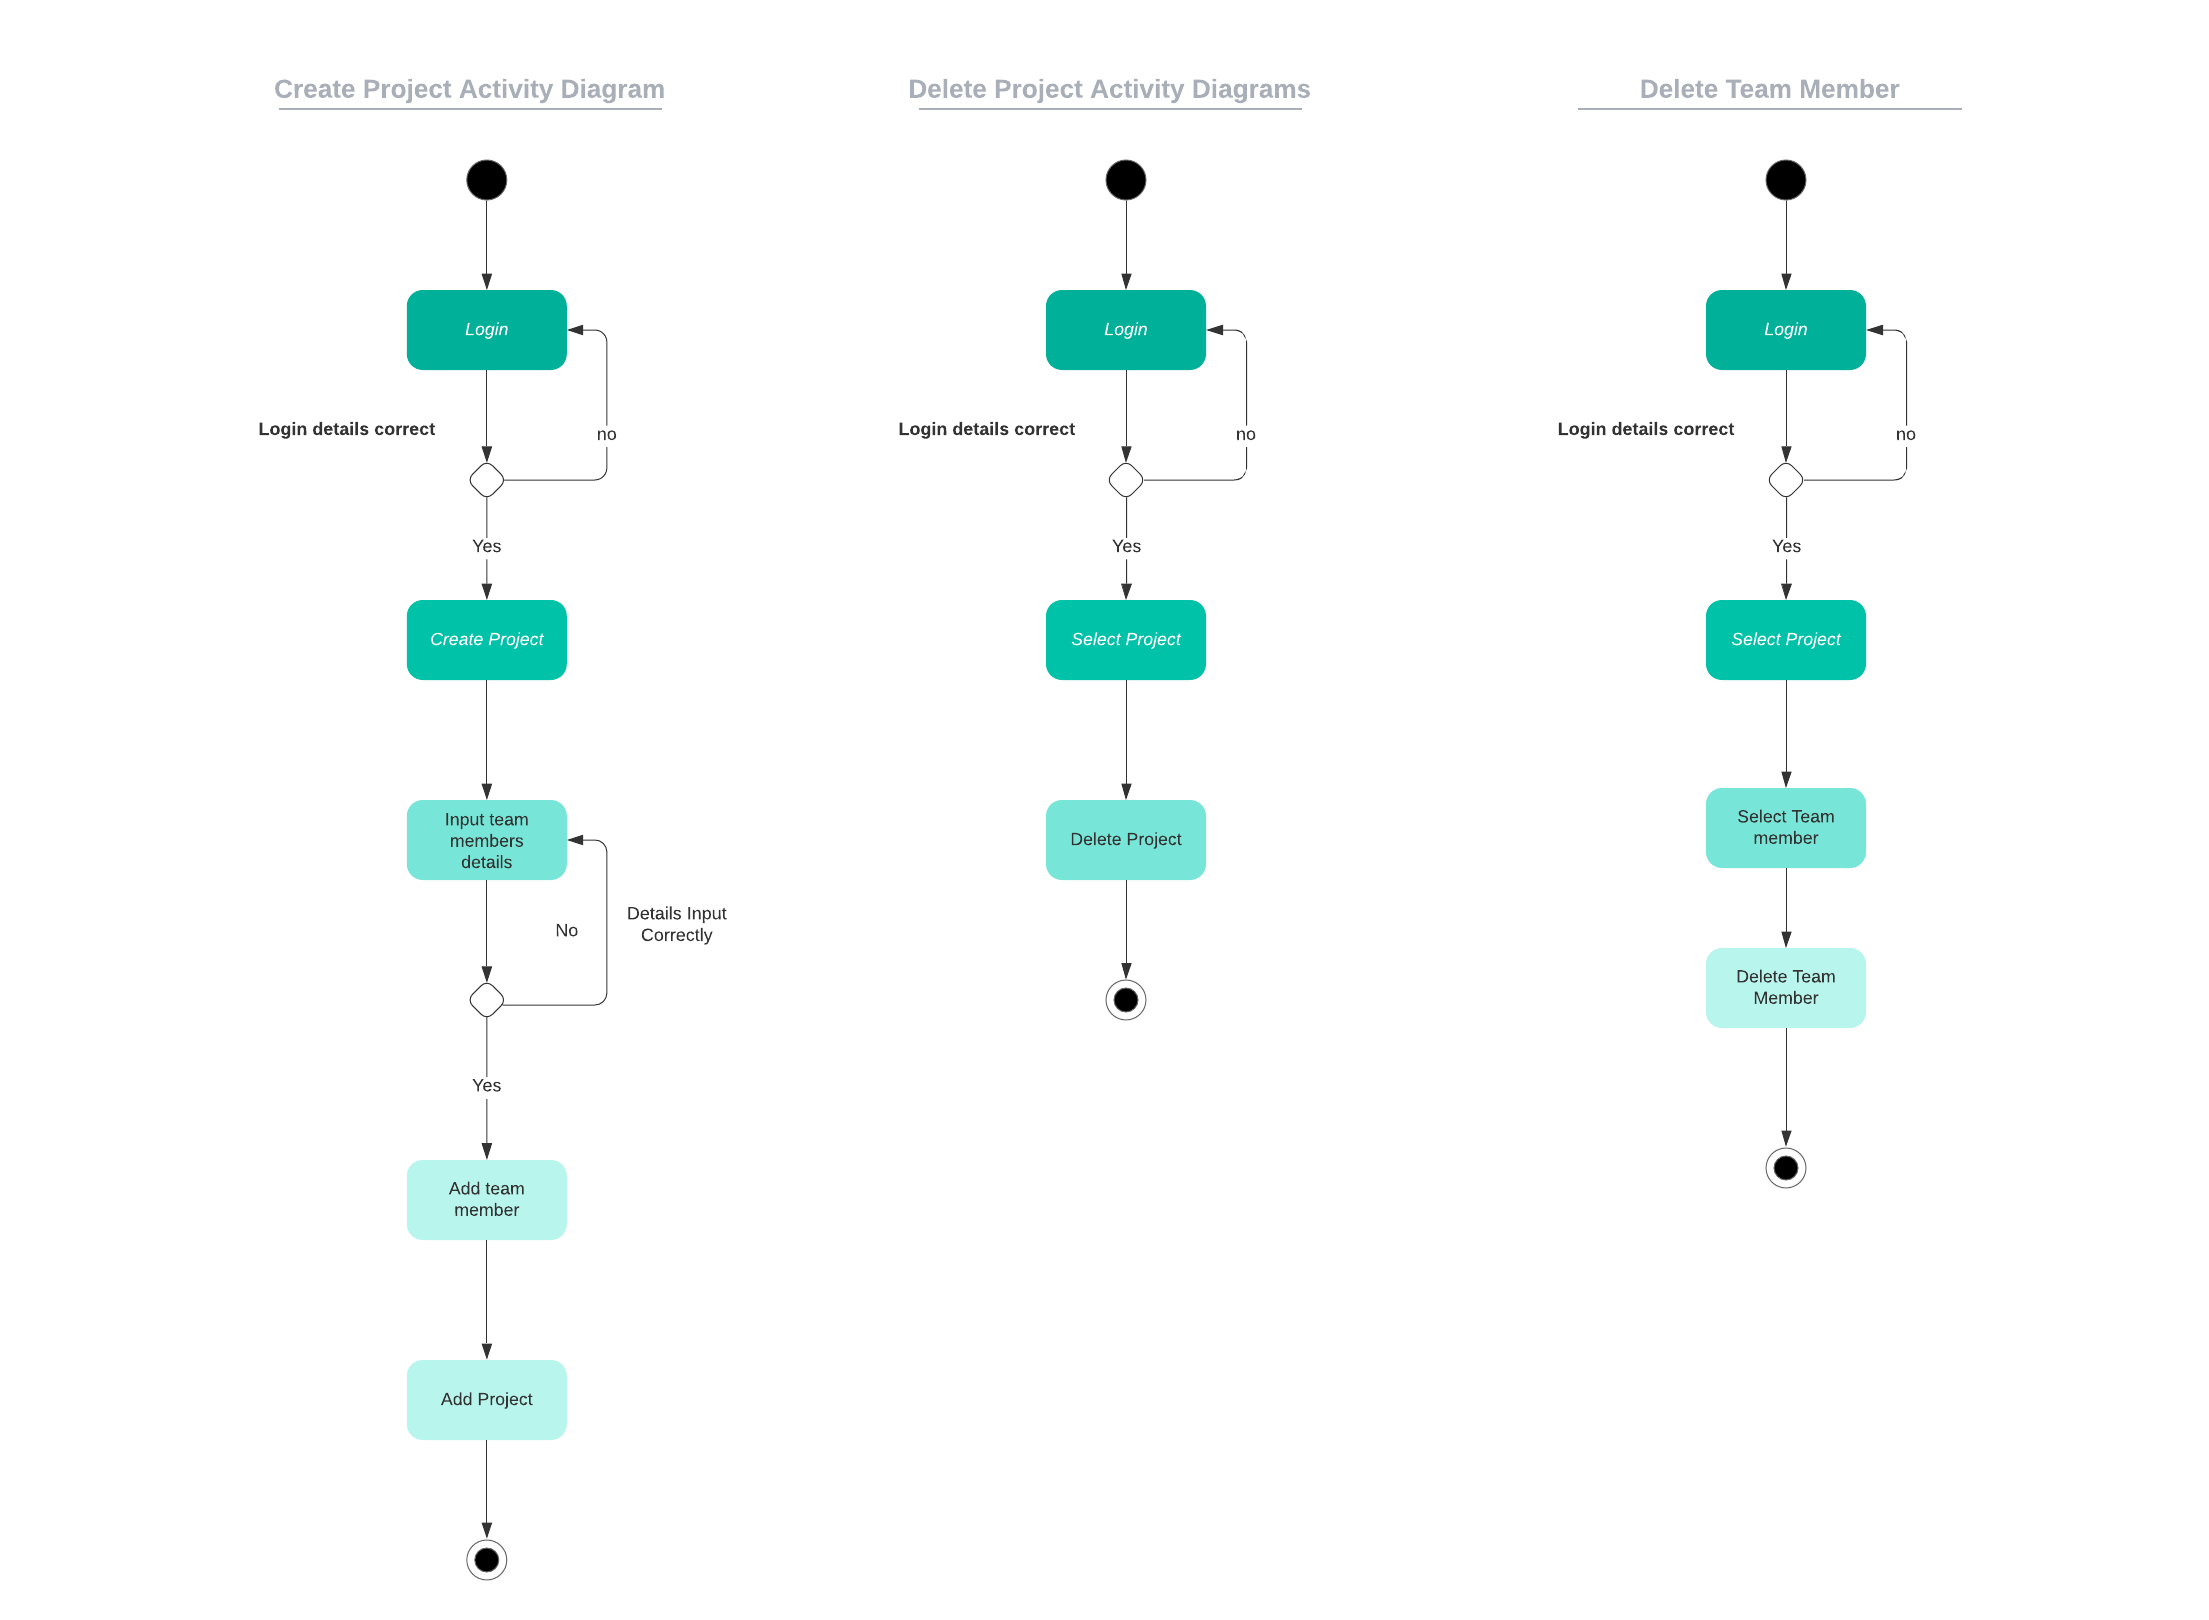 Create Project Activity Diagram
Login
Login details correct
no
Yes
Create Project
Input team
members
details
No
Details Input
Correctly
Yes
Add team
member
Add Project
Delete Project Activity Diagrams
Login
Login details correct
no
Yes
Select Project
Delete Project
Delete Team Member
Login
Login details correct
no
Yes
Select Project
Select Team
member
Delete Team
Member